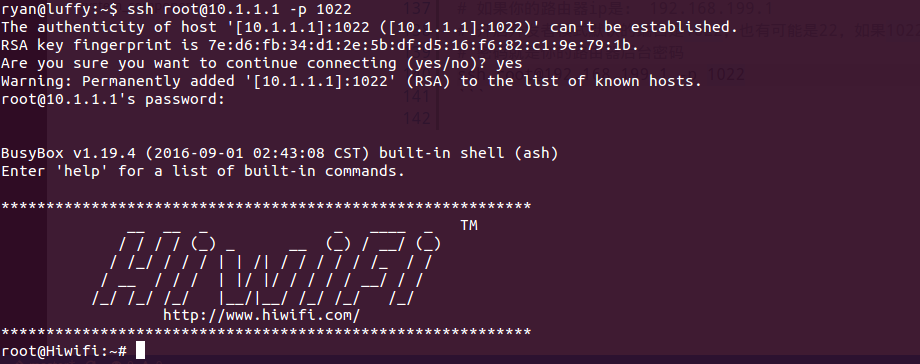 ryan@luffy:~$ ssh root@10.1.1.1 -p 1022
The authenticity of host '[10.1.1.1]:1022 ([10.1.1.1]:1022)' can't be established.
RSA key fingerprint is 7e:d6:fb:34:d1:2e:5b:df:d5:16:f6:82:c1:9e:79:1b.
Are you sure you want to continue connecting (yes/no)? yes
Warning: Permanently added '[10.1.1.1]:1022' (RSA) to the list of known hosts.
root@10.1.1.1's password:
BusyBox v1.19.4 (2016-09-01 02:43:08 CST) built-in shell (ash)
Enter 'help' for a list of built-in commands.
***********************************************************
HiwiFi TM
http://www.hiwifi.com/
***********************************************************
root@Hiwifi:~#